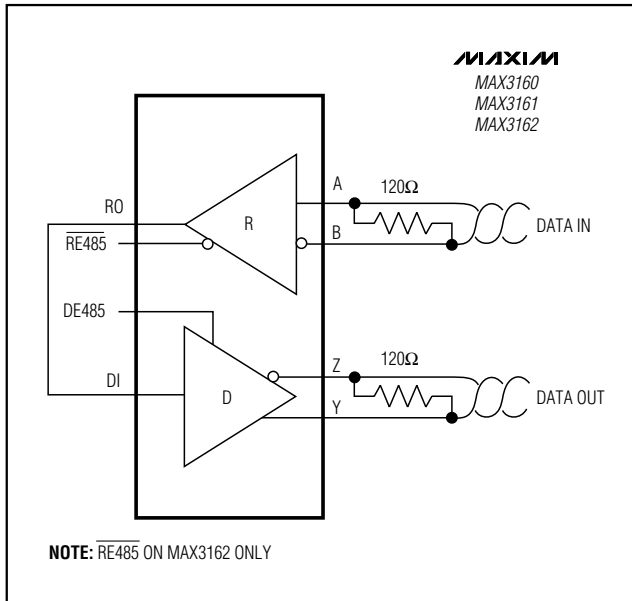 MAXIM
MAX3160
MAX3161
MAX3162
A
120Ω
RO
R
DATA IN
RE485
B
DE485
Z
120Ω
DI
D
DATA OUT
Y
NOTE: RE485 ON MAX3162 ONLY